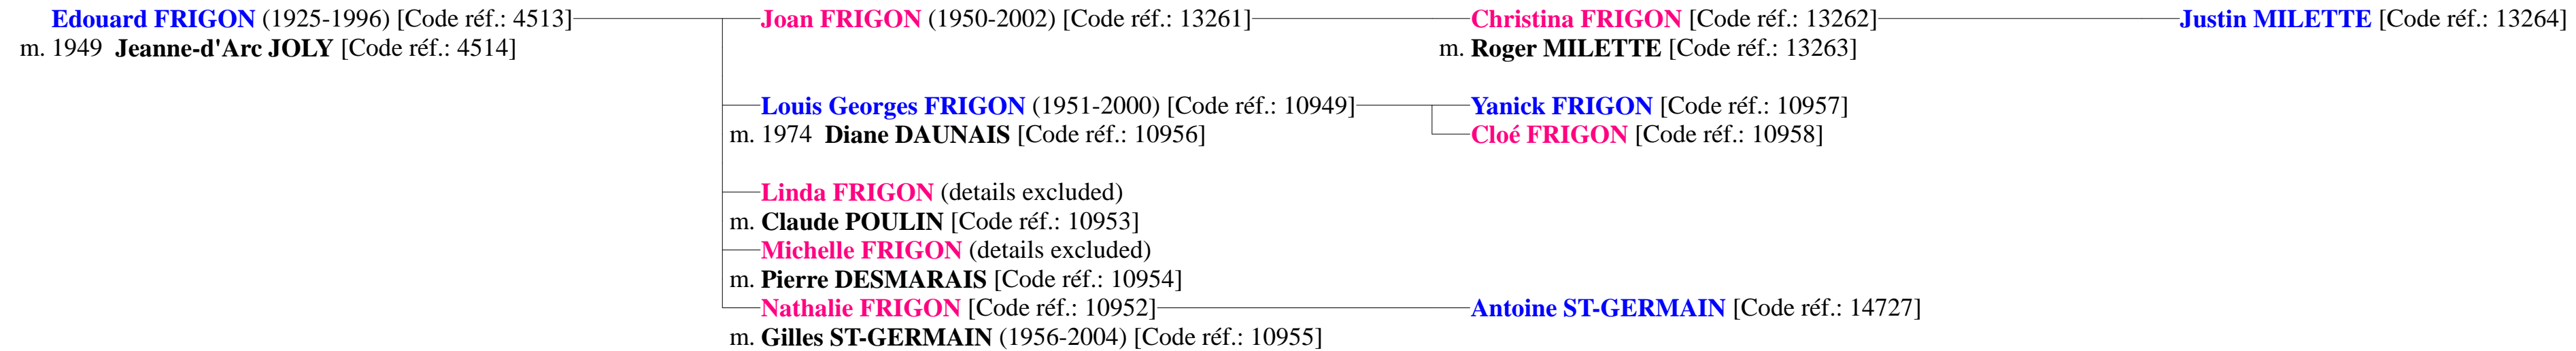 Edouard FRIGON (1925-1996) [Code réf.: 4513] Joan FRIGON (1950-2002) [Code réf.: 13261] Christina FRIGON [Code réf.: 13262] Justin MILETTE [Code réf.: 13264]
m. 1949 Jeanne-d'Arc JOLY [Code réf.: 4514] m. Roger MILETTE [Code réf.: 13263]
Louis Georges FRIGON (1951-2000) [Code réf.: 10949] Yanick FRIGON [Code réf.: 10957]
m. 1974 Diane DAUNAIS [Code réf.: 10956] Cloé FRIGON [Code réf.: 10958]
Linda FRIGON (details excluded)
m. Claude POULIN [Code réf.: 10953]
Michelle FRIGON (details excluded)
m. Pierre DESMARAIS [Code réf.: 10954]
Nathalie FRIGON [Code réf.: 10952] Antoine ST-GERMAIN [Code réf.: 14727]
m. Gilles ST-GERMAIN (1956-2004) [Code réf.: 10955]